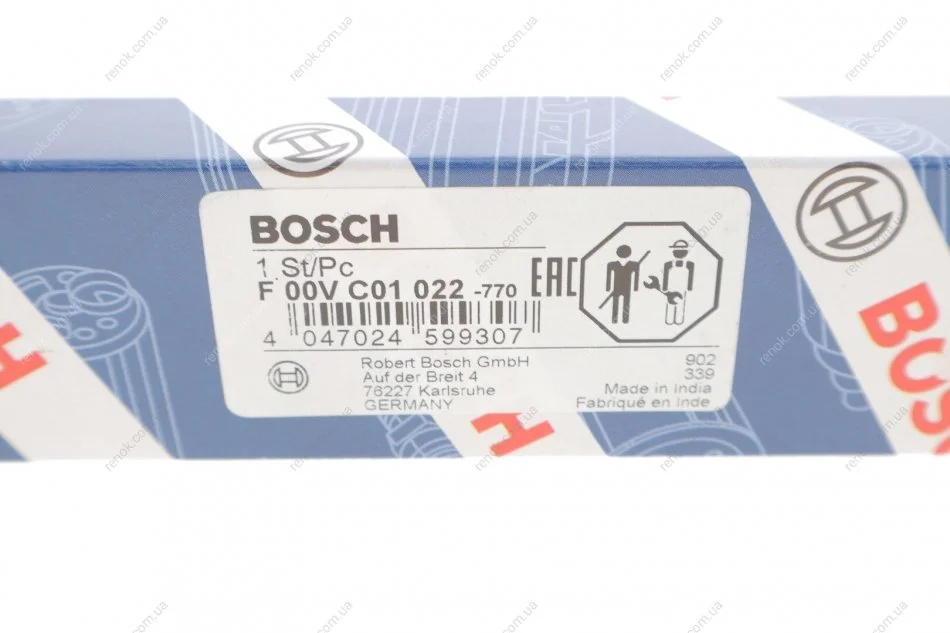 BOSCH
1 St/Pc
F 00V C01 022 -770
EAC
4 047024 599307
Robert Bosch GmbH
Auf der Breit 4
76227 Karlsruhe
GERMANY
902
339
Made in India
Fabriqué en Inde
H
H
BOS
renok.com.ua